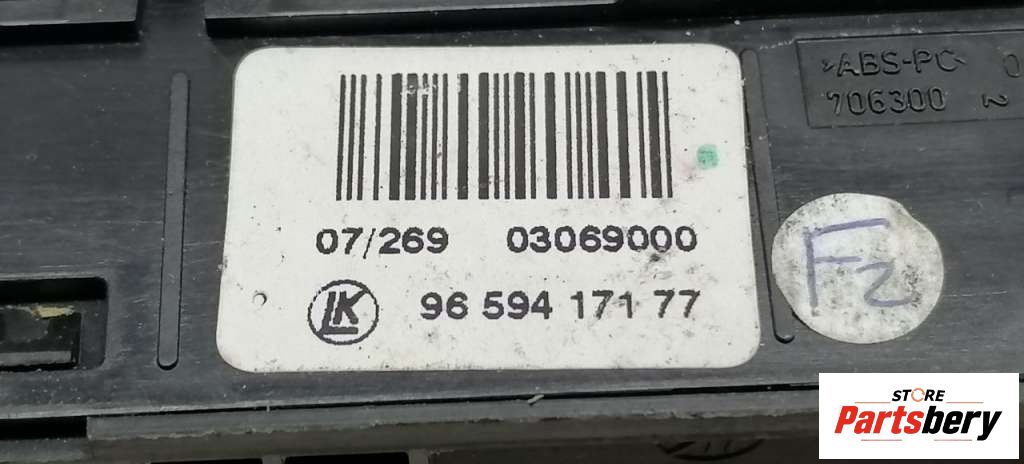 >ABS-PC<
706300
07/269 03069000
LK 96 594 171 77
F2
STORE
Partsbery